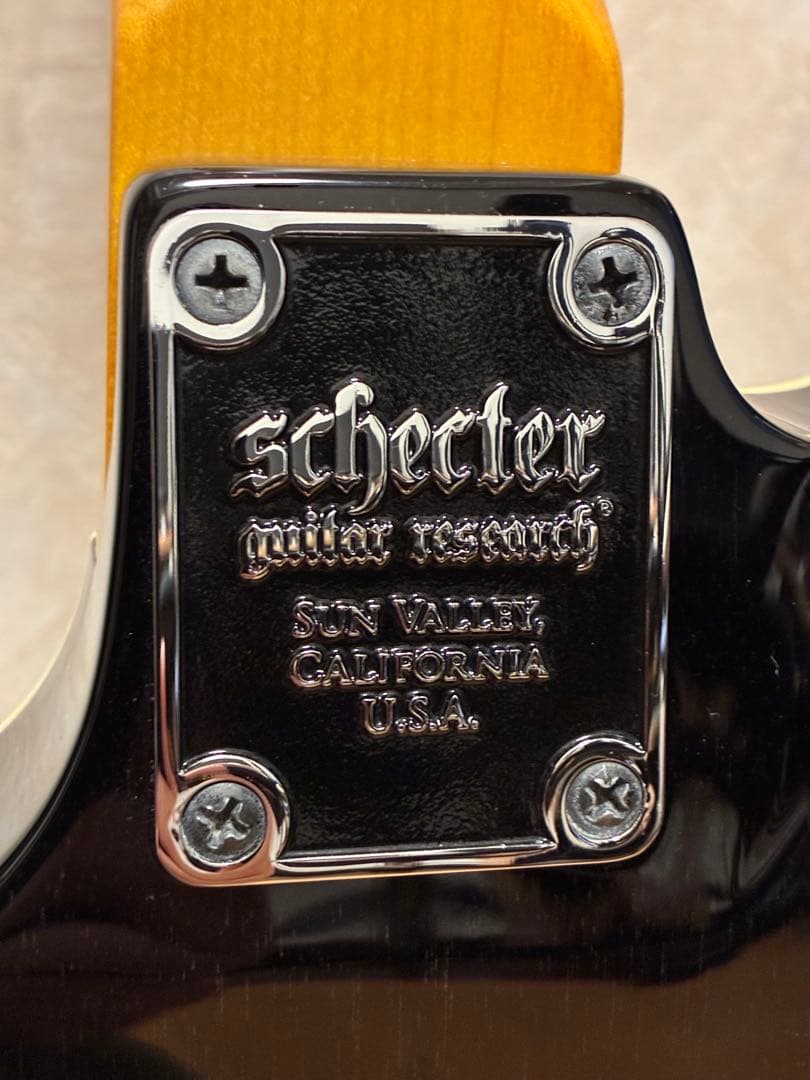 schecter
guitar research®
SUN VALLEY,
CALIFORNIA
U.S.A.